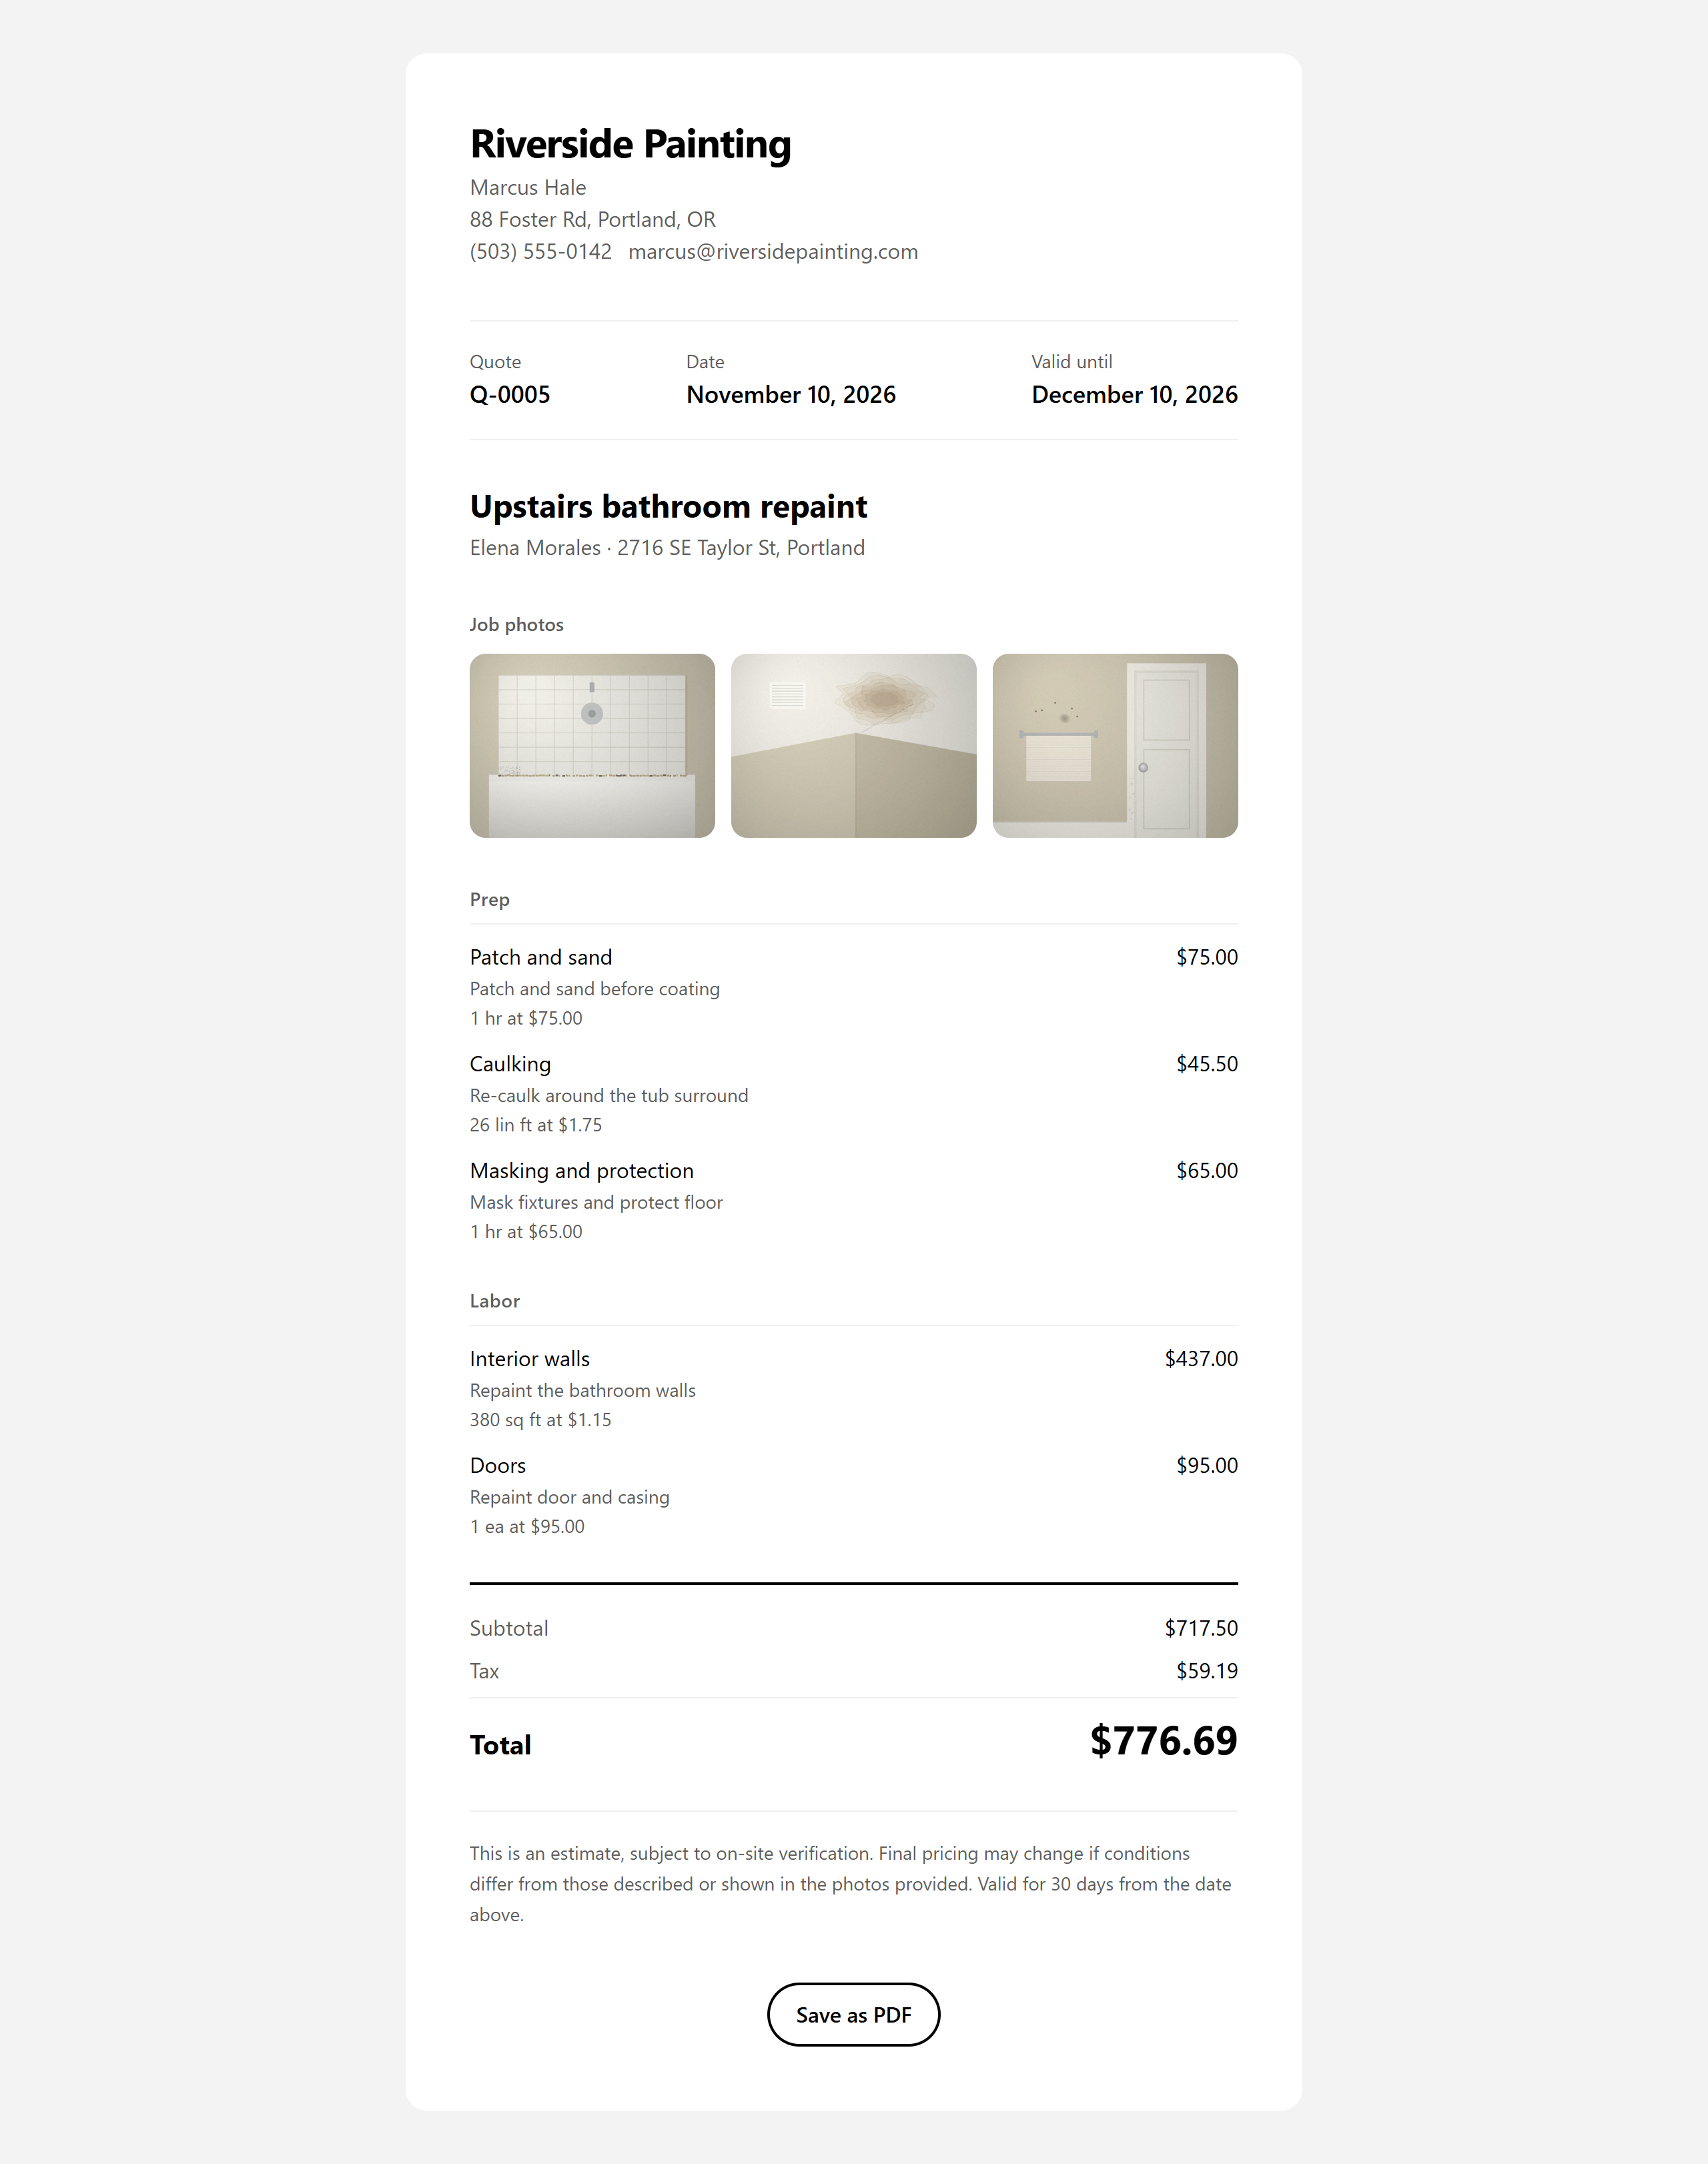 Riverside Painting
Marcus Hale
88 Foster Rd, Portland, OR
(503) 555-0142 marcus@riversidepainting.com
Quote Date Valid until
Q-0005 November 10, 2026 December 10, 2026
Upstairs bathroom repaint
Elena Morales · 2716 SE Taylor St, Portland
Job photos
Prep
Patch and sand $75.00
Patch and sand before coating
1 hr at $75.00
Caulking $45.50
Re-caulk around the tub surround
26 lin ft at $1.75
Masking and protection $65.00
Mask fixtures and protect floor
1 hr at $65.00
Labor
Interior walls $437.00
Repaint the bathroom walls
380 sq ft at $1.15
Doors $95.00
Repaint door and casing
1 ea at $95.00
Subtotal $717.50
Tax $59.19
Total $776.69
This is an estimate, subject to on-site verification. Final pricing may change if conditions
differ from those described or shown in the photos provided. Valid for 30 days from the date
above.
Save as PDF